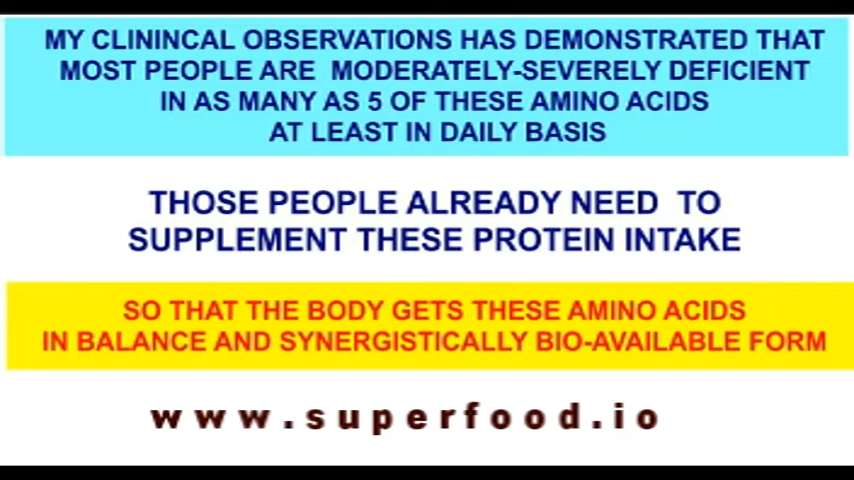 MY CLININCAL OBSERVATIONS HAS DEMONSTRATED THAT
MOST PEOPLE ARE MODERATELY-SEVERELY DEFICIENT
IN AS MANY AS 5 OF THESE AMINO ACIDS
AT LEAST IN DAILY BASIS
THOSE PEOPLE ALREADY NEED TO
SUPPLEMENT THESE PROTEIN INTAKE
SO THAT THE BODY GETS THESE AMINO ACIDS
IN BALANCE AND SYNERGISTICALLY BIO-AVAILABLE FORM
www.superfood.io